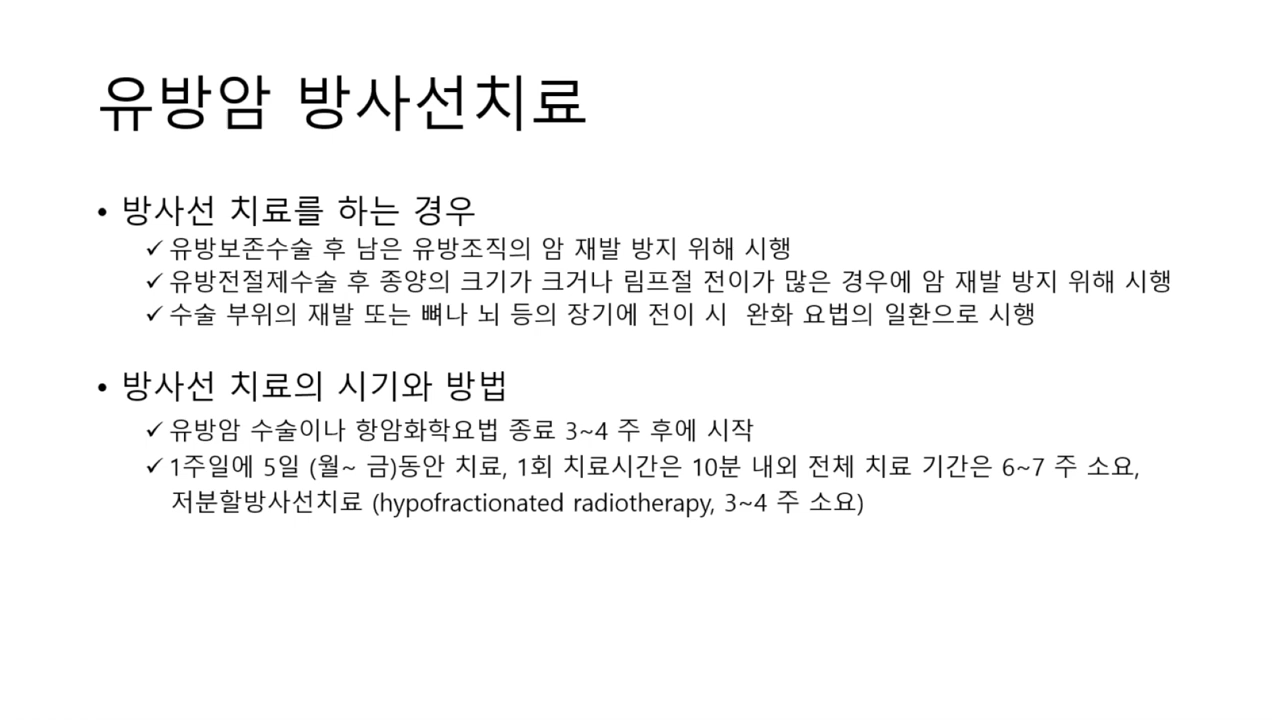 유방암 방사선치료
• 방사선 치료를 하는 경우
✓ 유방보존수술 후 남은 유방조직의 암 재발 방지 위해 시행
✓ 유방전절제수술 후 종양의 크기가 크거나 림프절 전이가 많은 경우에 암 재발 방지 위해 시행
✓ 수술 부위의 재발 또는 뼈나 뇌 등의 장기에 전이 시 완화 요법의 일환으로 시행
• 방사선 치료의 시기와 방법
✓ 유방암 수술이나 항암화학요법 종료 3~4 주 후에 시작
✓ 1주일에 5일 (월~ 금)동안 치료, 1회 치료시간은 10분 내외 전체 치료 기간은 6~7 주 소요,
저분할방사선치료 (hypofractionated radiotherapy, 3~4 주 소요)